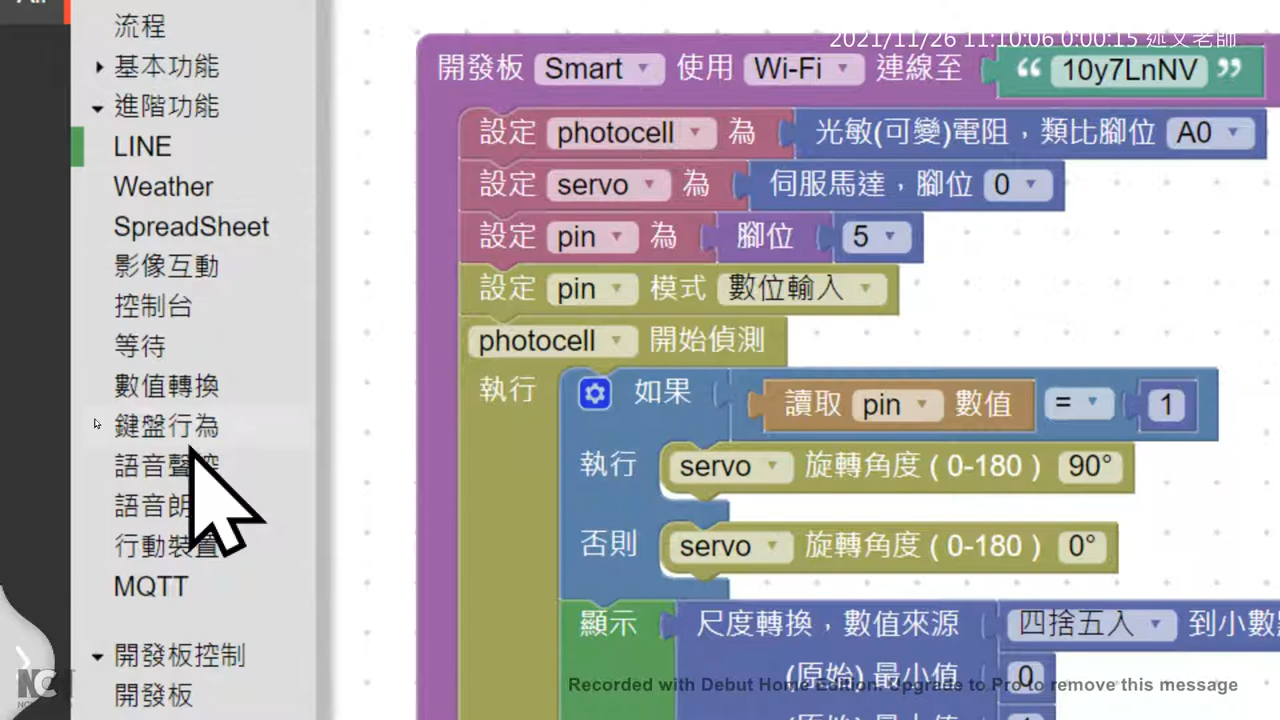 2021/11/26 11:10:06 0:00:15
流程
基本功能
進階功能
LINE
Weather
SpreadSheet
影像互動
控制台
等待
數值轉換
鍵盤行為
語音聲控
語音朗
行動裝置
MQTT
開發板控制
開發板
開發板 Smart 使用 Wi-Fi 連線至 “ 10y7LnNV ”
設定 photocell 為 光敏(可變)電阻，類比腳位 A0
設定 servo 為 伺服馬達，腳位 0
設定 pin 為 腳位 5
設定 pin 模式 數位輸入
photocell 開始偵測
執行 如果 讀取 pin 數值 = 1
執行 servo 旋轉角度 ( 0-180 ) 90°
否則 servo 旋轉角度 ( 0-180 ) 0°
顯示 尺度轉換，數值來源 四捨五入 到小數
(原始) 最小值 0
Recorded with Debut Home Edition. Upgrade to Pro to remove this message
NCH